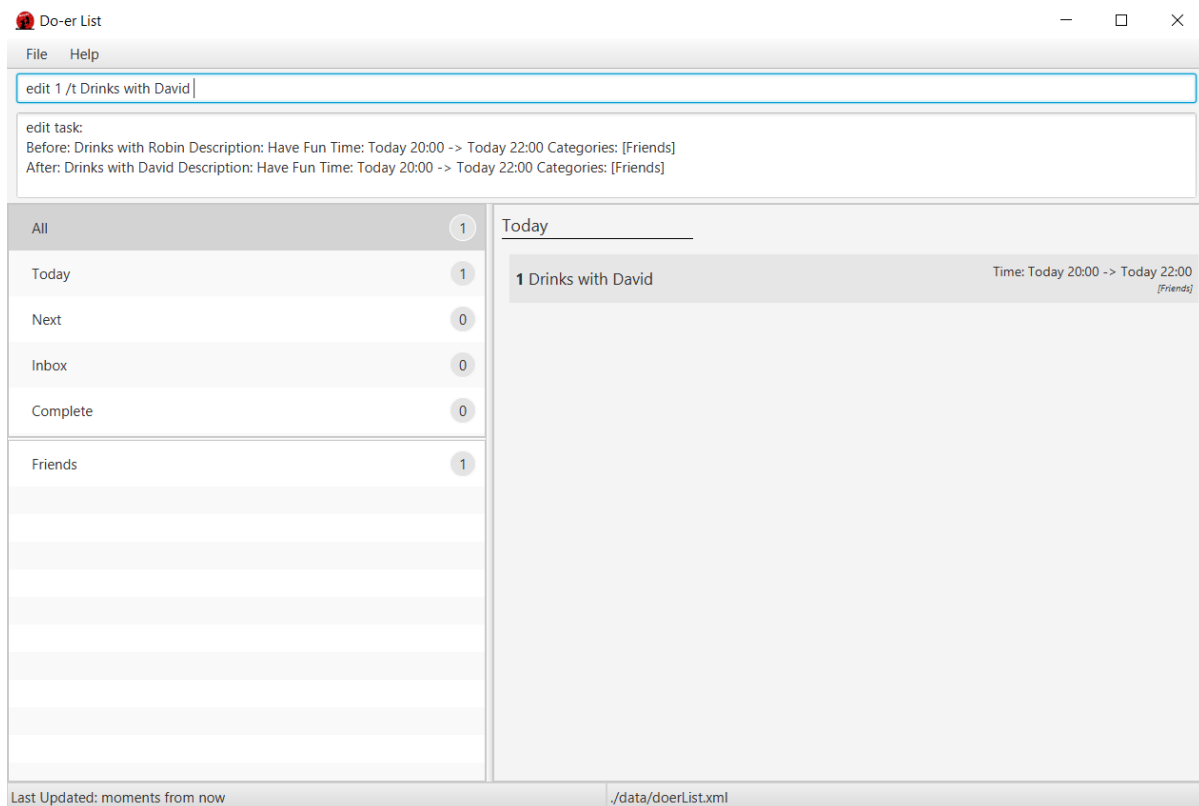 Do-er List
File Help
edit 1 /t Drinks with David
edit task:
Before: Drinks with Robin Description: Have Fun Time: Today 20:00 -> Today 22:00 Categories: [Friends]
After: Drinks with David Description: Have Fun Time: Today 20:00 -> Today 22:00 Categories: [Friends]
All 1
Today 1
Next 0
Inbox 0
Complete 0
Friends 1
Today
1 Drinks with David
Time: Today 20:00 -> Today 22:00
[Friends]
Last Updated: moments from now
./data/doerList.xml